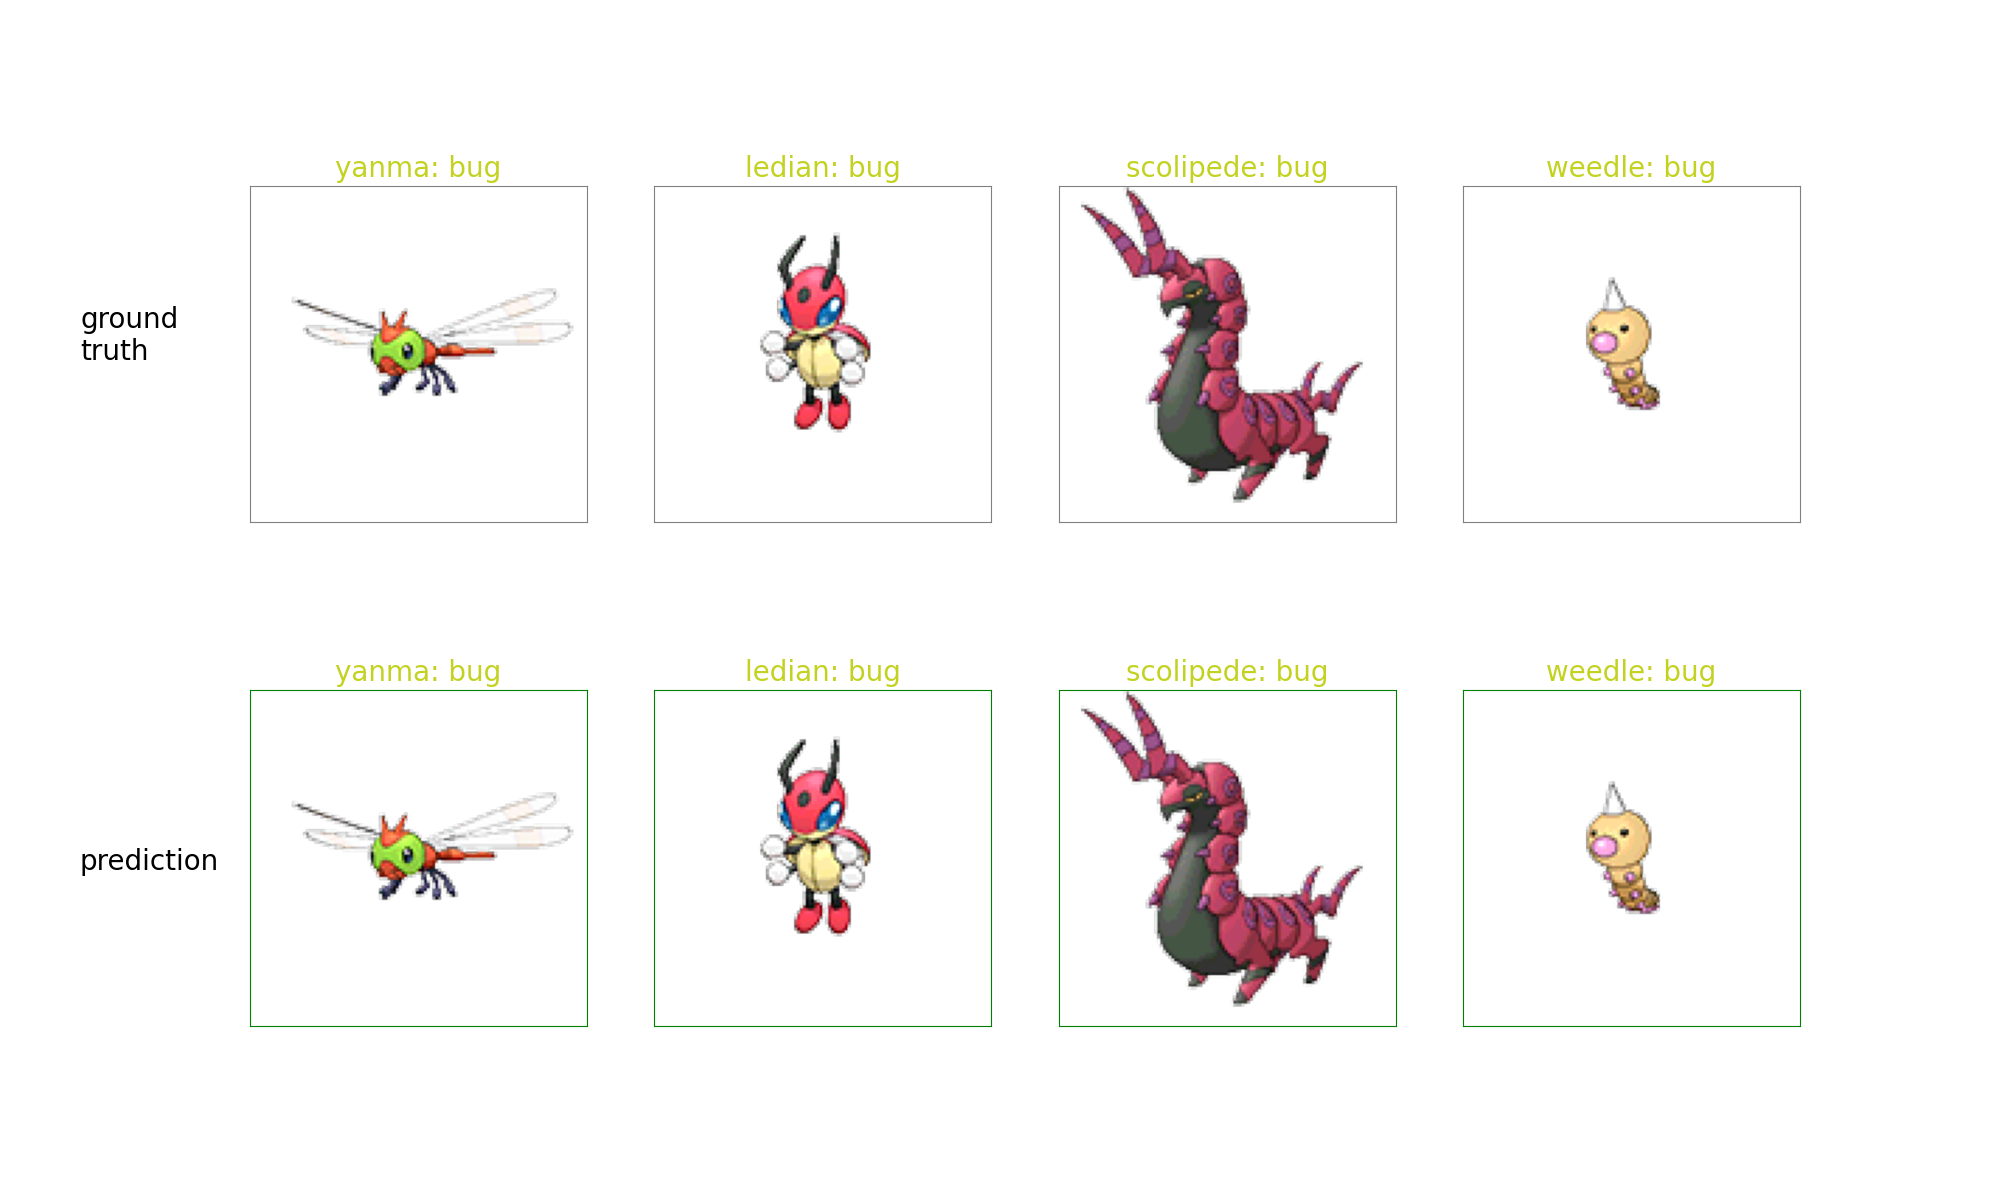 yanma: bug
ledian: bug
scolipede: bug
weedle: bug
ground
truth
yanma: bug
ledian: bug
scolipede: bug
weedle: bug
prediction